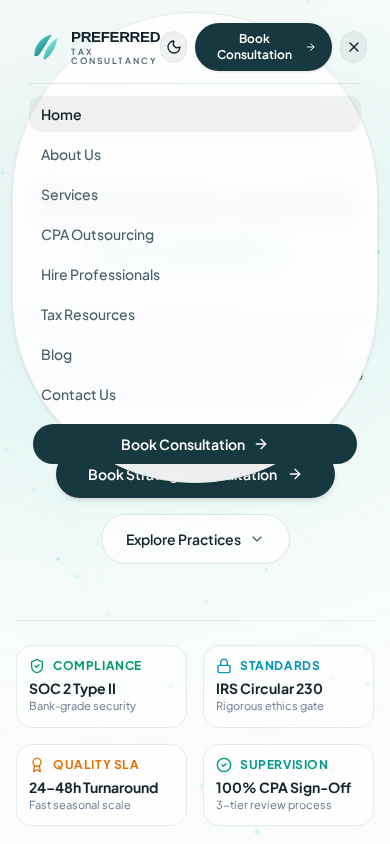 PREFERRED
TAX
CONSULTANCY
Book
Consultation
Home
About Us
Services
CPA Outsourcing
Hire Professionals
Tax Resources
Blog
Contact Us
Book Consultation
Book
Explore Practices
COMPLIANCE
SOC 2 Type II
Bank-grade security
STANDARDS
IRS Circular 230
Rigorous ethics gate
QUALITY SLA
24–48h Turnaround
Fast seasonal scale
SUPERVISION
100% CPA Sign-Off
3-tier review process